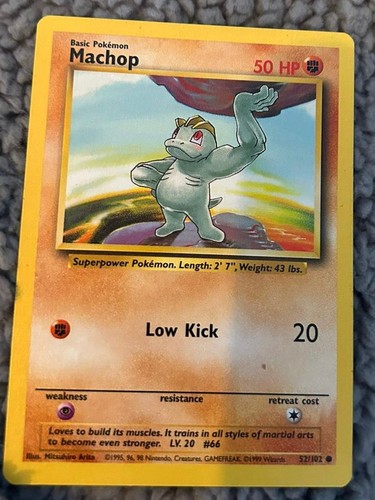 Basic Pokémon
Machop
50 HP
Superpower Pokémon. Length: 2' 7", Weight: 43 lbs.
Low Kick 20
weakness resistance retreat cost
Loves to build its muscles. It trains in all styles of martial arts
to become even stronger. LV. 20 #66
Illus. Mitsuhiro Arita ©1995, 96, 98 Nintendo, Creatures, GAMEFREAK. ©1999 Wizards. 52/102